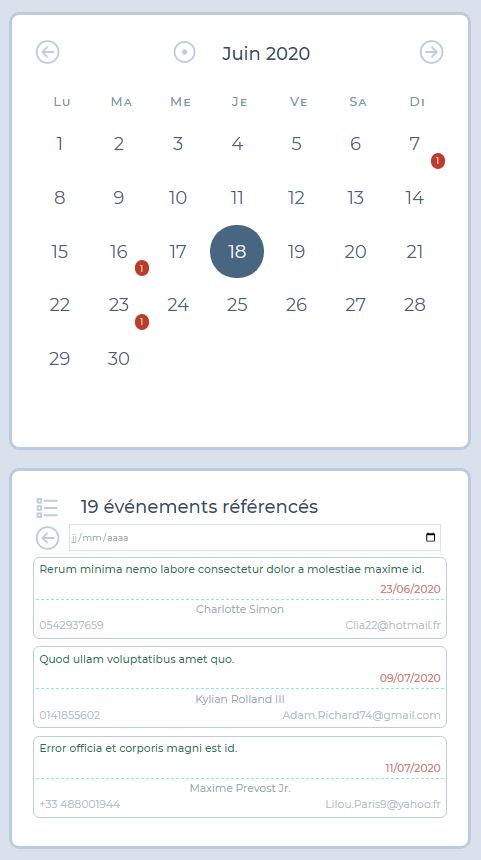 Juin 2020
Lu Ma Me Je Ve Sa Di
1 2 3 4 5 6 7
1
8 9 10 11 12 13 14
15 16 17 18 19 20 21
1
22 23 24 25 26 27 28
1
29 30
19 événements référencés
jj/mm/aaaa
Rerum minima nemo labore consectetur dolor a molestiae maxime id.
23/06/2020
Charlotte Simon
0542937659 Clia22@hotmail.fr
Quod ullam voluptatibus amet quo.
09/07/2020
Kylian Rolland III
0141855602 Adam.Richard74@gmail.com
Error officia et corporis magni est id.
11/07/2020
Maxime Prevost Jr.
+33 488001944 Lilou.Paris9@yahoo.fr